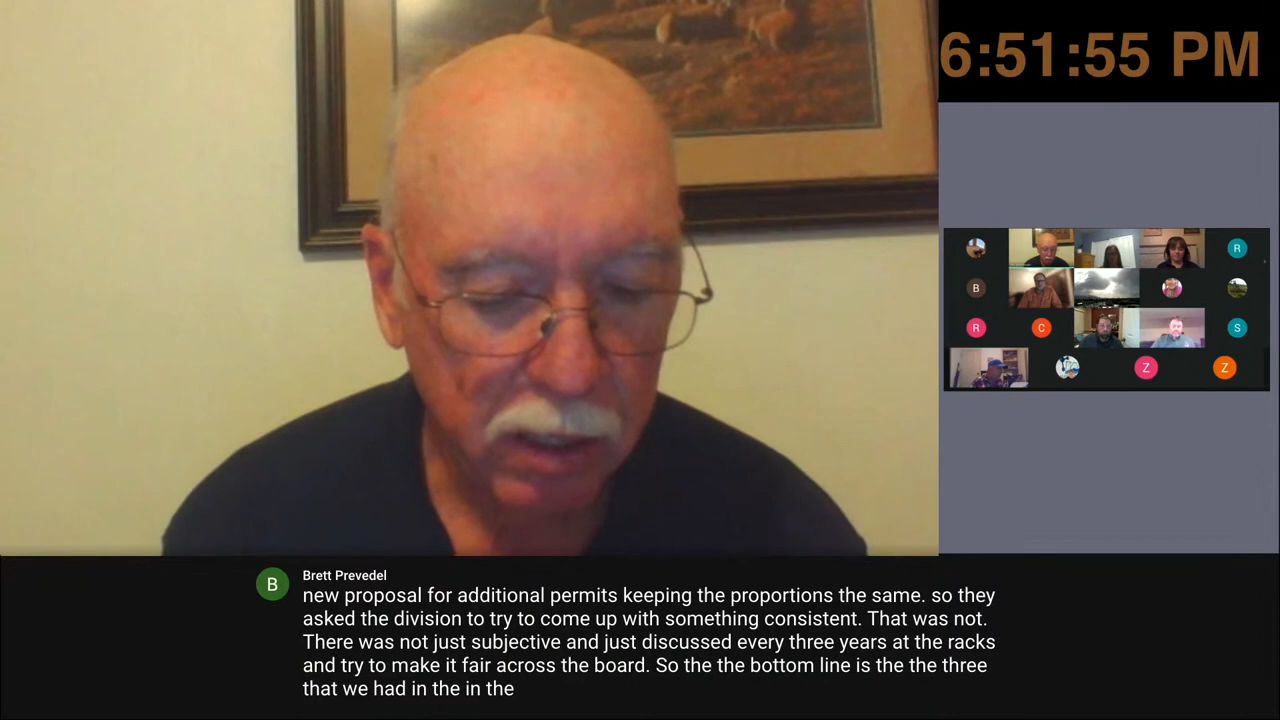 6:51:55 PM
R
B
R
C
S
Z
Z
B
Brett Prevedel
new proposal for additional permits keeping the proportions the same. so they
asked the division to try to come up with something consistent. That was not.
There was not just subjective and just discussed every three years at the racks
and try to make it fair across the board. So the the bottom line is the the three
that we had in the in the